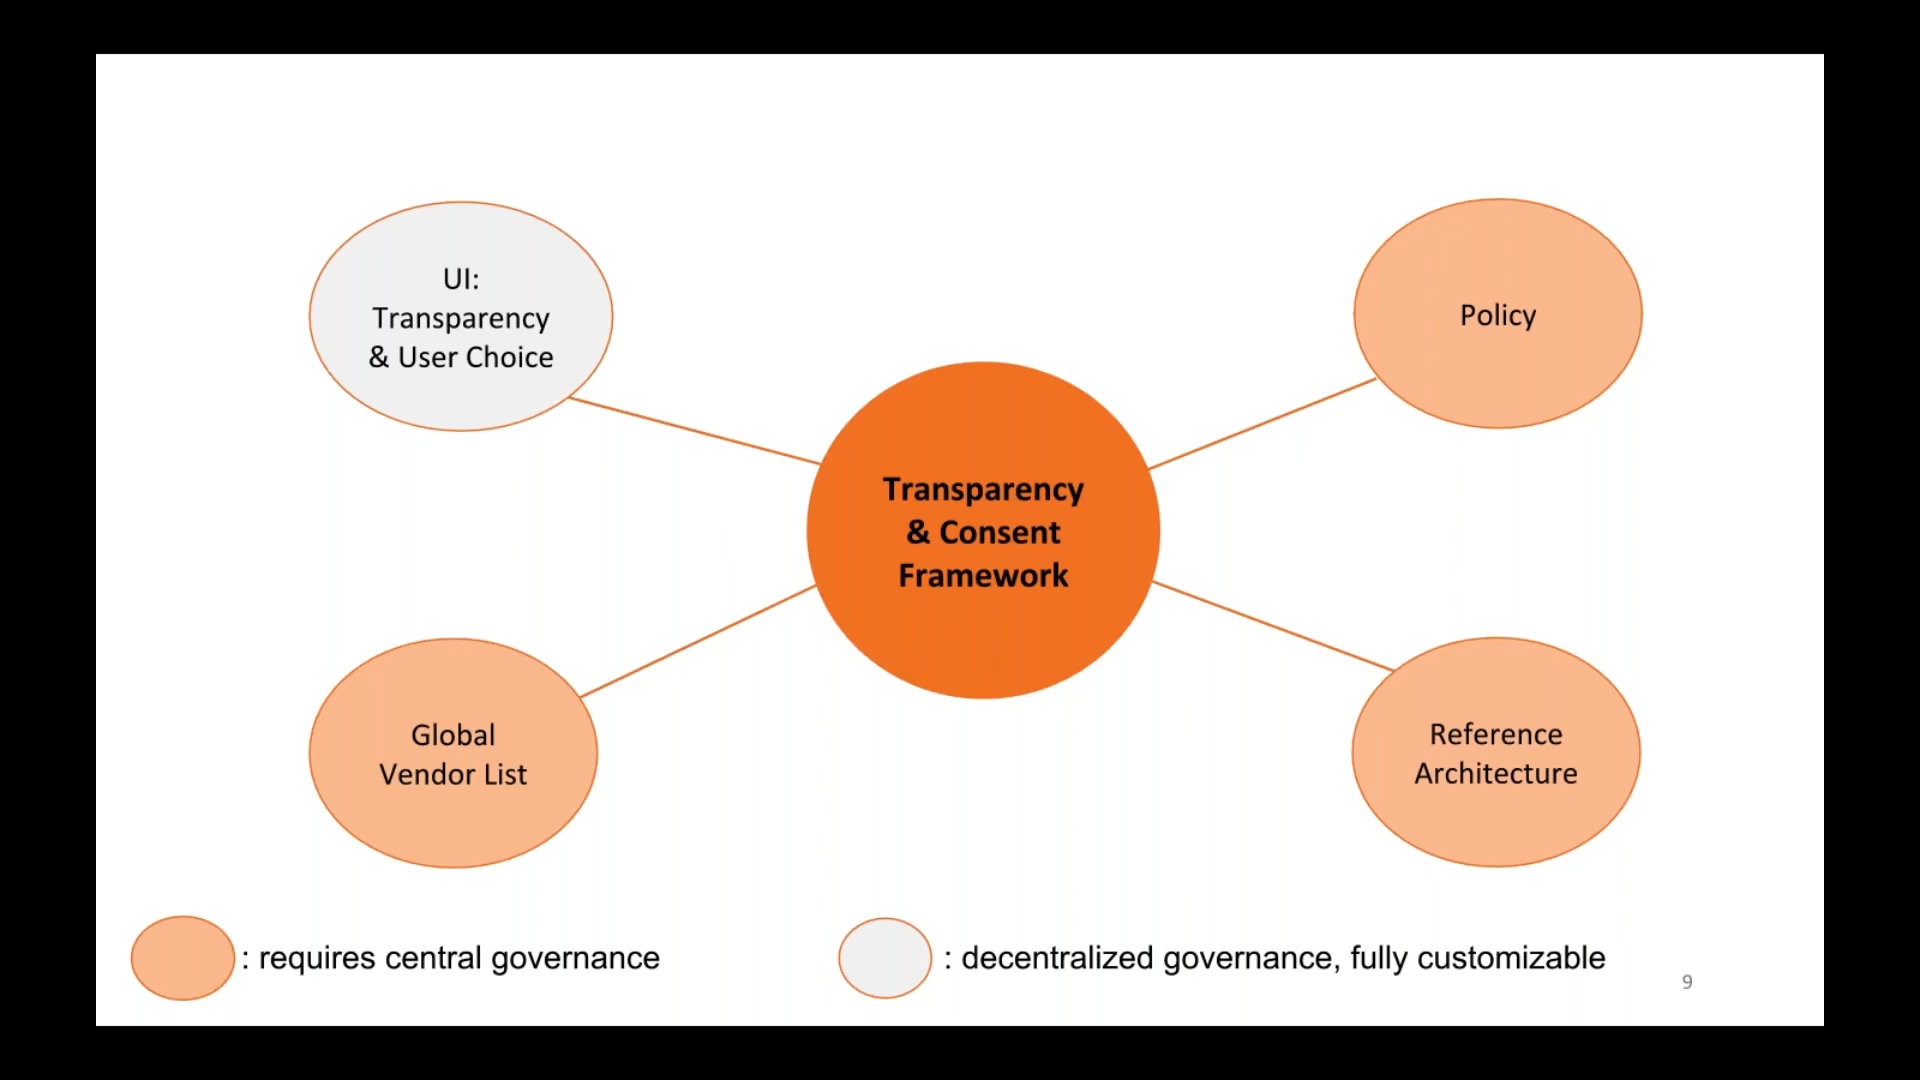 UI:
Transparency
& User Choice
Policy
Transparency
& Consent
Framework
Global
Vendor List
Reference
Architecture
: requires central governance
: decentralized governance, fully customizable
9